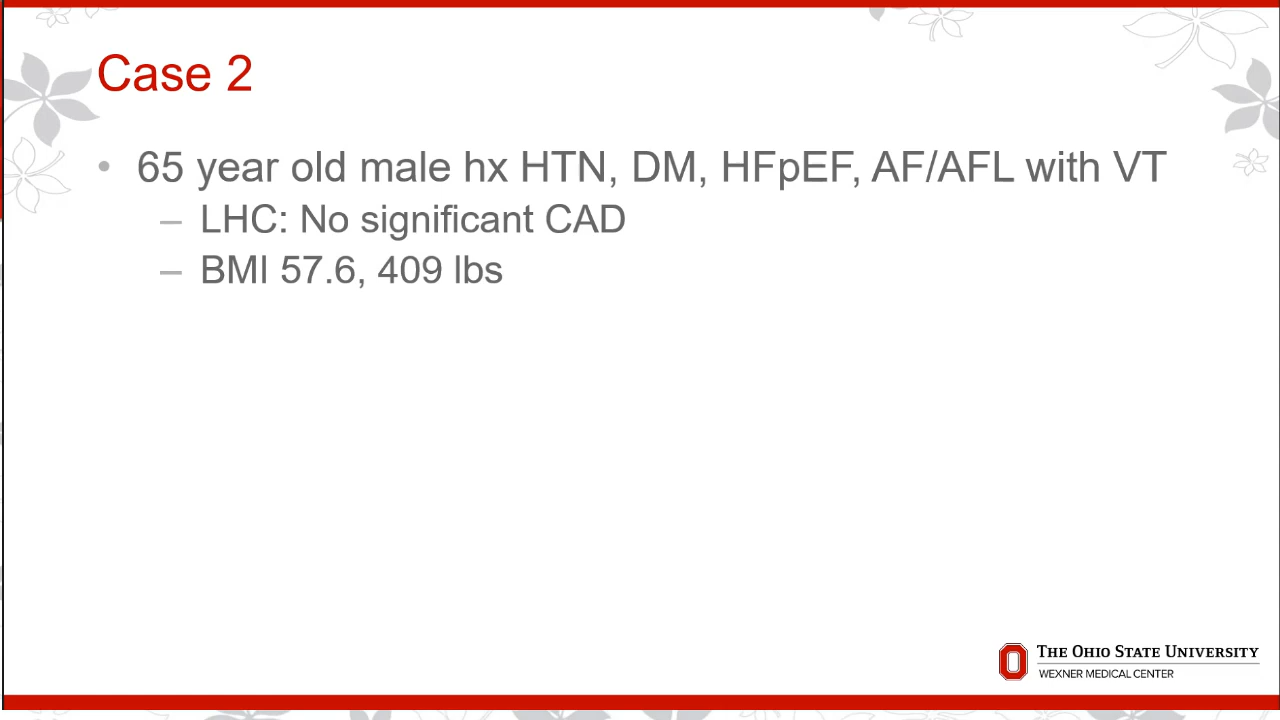 Case 2
• 65 year old male hx HTN, DM, HFpEF, AF/AFL with VT
– LHC: No significant CAD
– BMI 57.6, 409 lbs
THE OHIO STATE UNIVERSITY
WEXNER MEDICAL CENTER